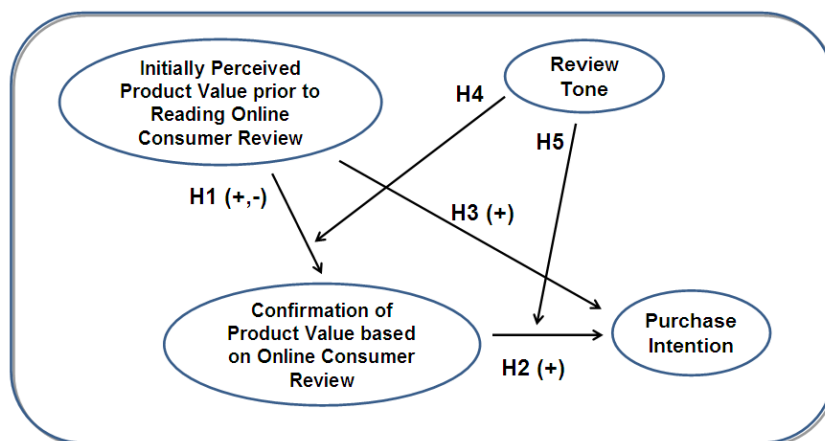 Initially Perceived
Product Value prior to
Reading Online
Consumer Review
Review
Tone
H4
H5
H1 (+,-)
H3 (+)
Confirmation of
Product Value based
on Online Consumer
Review
Purchase
Intention
H2 (+)